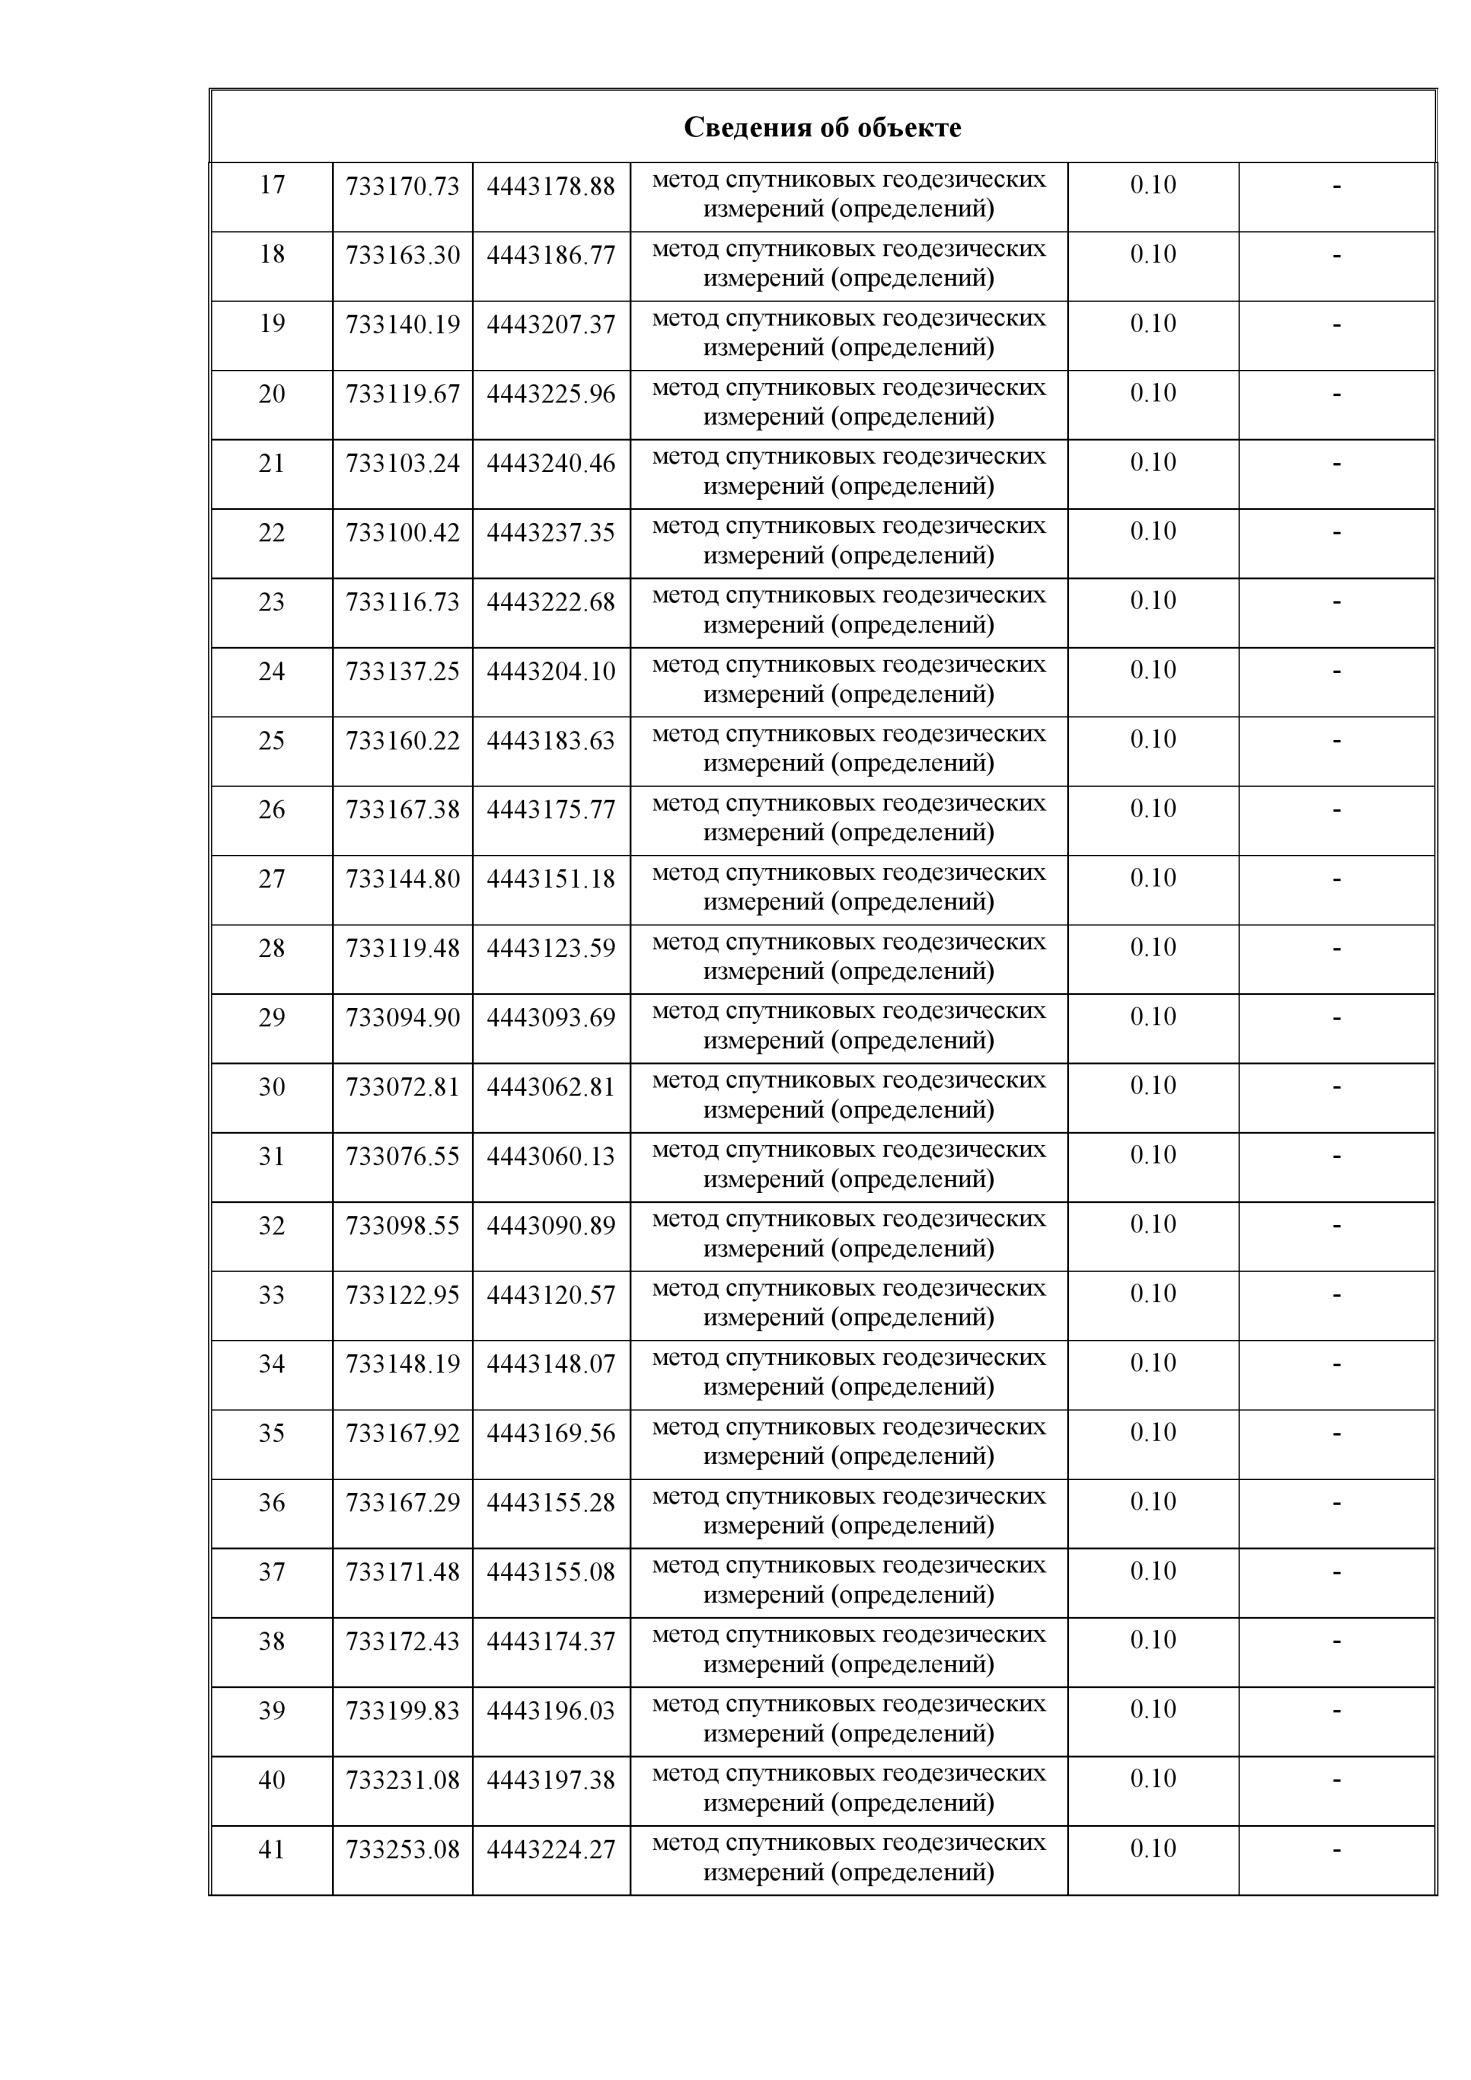 Сведения об объекте
17 733170.73 4443178.88 метод спутниковых геодезических 0.10 -
измерений (определений)
18 733163.30 4443186.77 метод спутниковых геодезических 0.10 -
измерений (определений)
19 733140.19 4443207.37 метод спутниковых геодезических 0.10 -
измерений (определений)
20 733119.67 4443225.96 метод спутниковых геодезических 0.10 -
измерений (определений)
21 733103.24 4443240.46 метод спутниковых геодезических 0.10 -
измерений (определений)
22 733100.42 4443237.35 метод спутниковых геодезических 0.10 -
измерений (определений)
23 733116.73 4443222.68 метод спутниковых геодезических 0.10 -
измерений (определений)
24 733137.25 4443204.10 метод спутниковых геодезических 0.10 -
измерений (определений)
25 733160.22 4443183.63 метод спутниковых геодезических 0.10 -
измерений (определений)
26 733167.38 4443175.77 метод спутниковых геодезических 0.10 -
измерений (определений)
27 733144.80 4443151.18 метод спутниковых геодезических 0.10 -
измерений (определений)
28 733119.48 4443123.59 метод спутниковых геодезических 0.10 -
измерений (определений)
29 733094.90 4443093.69 метод спутниковых геодезических 0.10 -
измерений (определений)
30 733072.81 4443062.81 метод спутниковых геодезических 0.10 -
измерений (определений)
31 733076.55 4443060.13 метод спутниковых геодезических 0.10 -
измерений (определений)
32 733098.55 4443090.89 метод спутниковых геодезических 0.10 -
измерений (определений)
33 733122.95 4443120.57 метод спутниковых геодезических 0.10 -
измерений (определений)
34 733148.19 4443148.07 метод спутниковых геодезических 0.10 -
измерений (определений)
35 733167.92 4443169.56 метод спутниковых геодезических 0.10 -
измерений (определений)
36 733167.29 4443155.28 метод спутниковых геодезических 0.10 -
измерений (определений)
37 733171.48 4443155.08 метод спутниковых геодезических 0.10 -
измерений (определений)
38 733172.43 4443174.37 метод спутниковых геодезических 0.10 -
измерений (определений)
39 733199.83 4443196.03 метод спутниковых геодезических 0.10 -
измерений (определений)
40 733231.08 4443197.38 метод спутниковых геодезических 0.10 -
измерений (определений)
41 733253.08 4443224.27 метод спутниковых геодезических 0.10 -
измерений (определений)